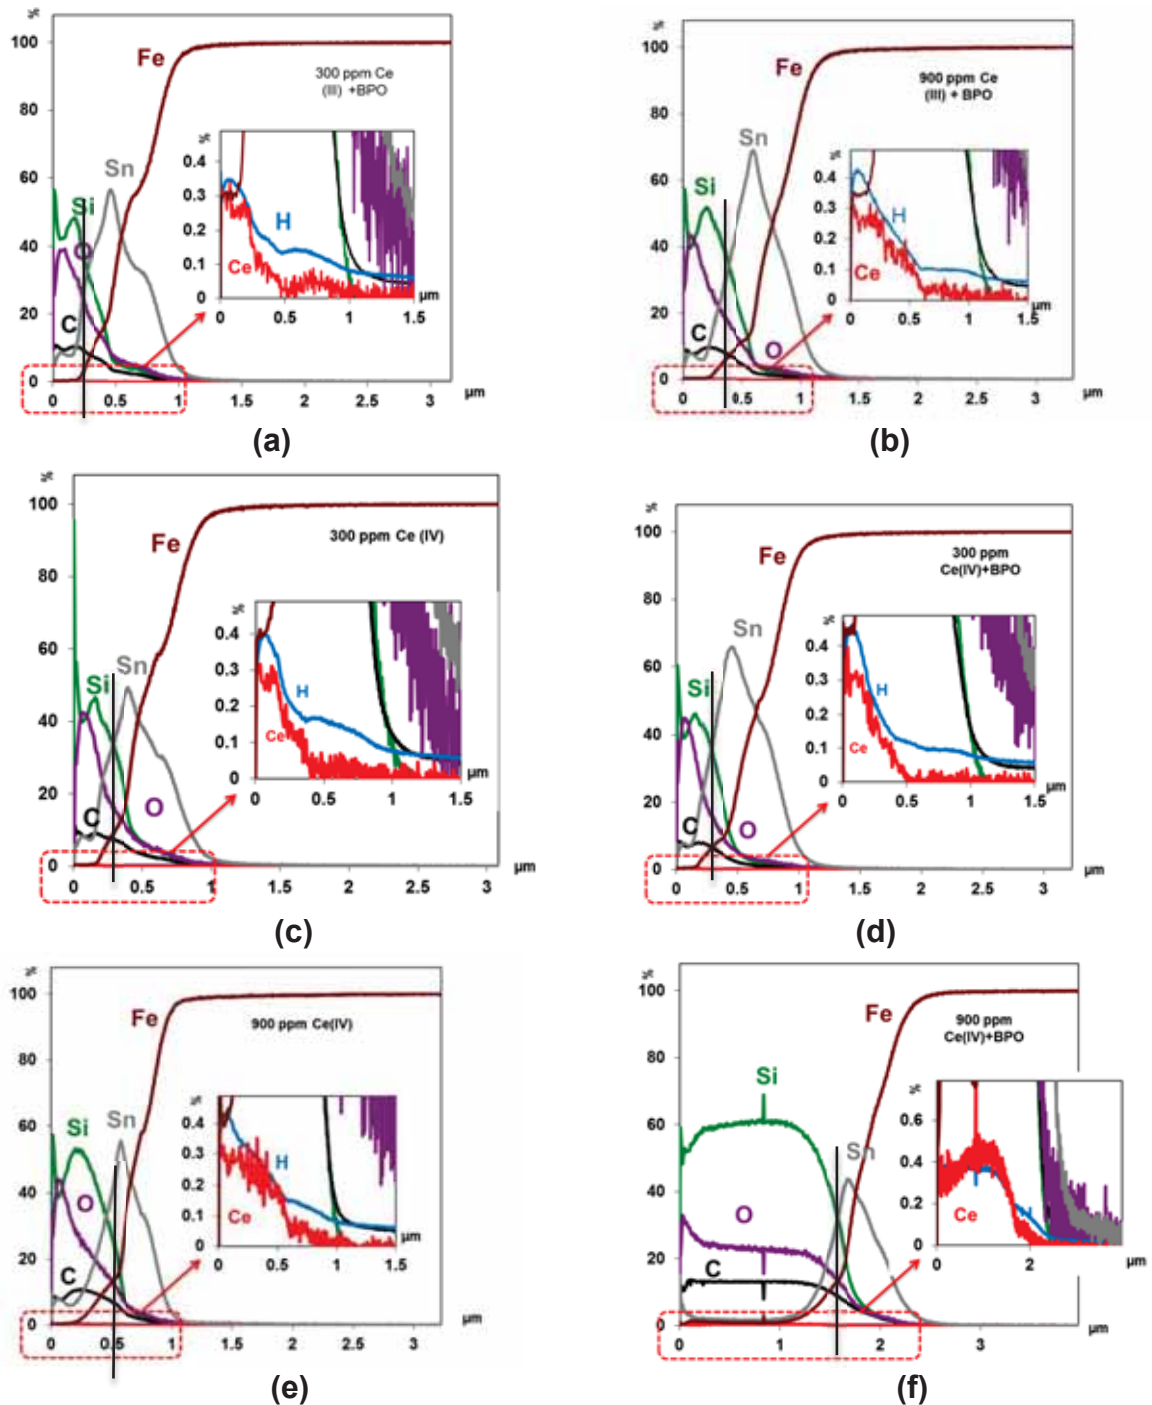 %
100
80
60
40
20
0
0 0.5 1 1.5 2 2.5 3
µm
Fe
Sn
Si
O
C
300 ppm Ce
(III) +BPO
%
0.4
0.3
0.2
0.1
0
0 0.5 1 1.5
µm
H
Ce
(a)
%
100
80
60
40
20
0
0 0.5 1 1.5 2 2.5 3
µm
Fe
Sn
Si
O
C
900 ppm Ce
(III) + BPO
%
0.4
0.3
0.2
0.1
0
0 0.5 1 1.5
µm
H
Ce
(b)
%
100
80
60
40
20
0
0 0.5 1 1.5 2 2.5 3
µm
Fe
Sn
Si
O
C
300 ppm Ce (IV)
%
0.4
0.3
0.2
0.1
0
0 0.5 1 1.5
µm
H
Ce
(c)
%
100
80
60
40
20
0
0 0.5 1 1.5 2 2.5 3
µm
Fe
Sn
Si
O
C
300 ppm
Ce(IV)+BPO
%
0.4
0.3
0.2
0.1
0
0 0.5 1 1.5
µm
H
Ce
(d)
%
100
80
60
40
20
0
0 0.5 1 1.5 2 2.5 3
µm
Fe
Sn
Si
O
C
900 ppm Ce(IV)
%
0.4
0.3
0.2
0.1
0
0 0.5 1 1.5
µm
H
Ce
(e)
%
100
80
60
40
20
0
0 1 2 3
µm
Fe
Sn
Si
O
C
900 ppm
Ce(IV)+BPO
%
0.6
0.4
0.2
0
0 2
H
Ce
(f)